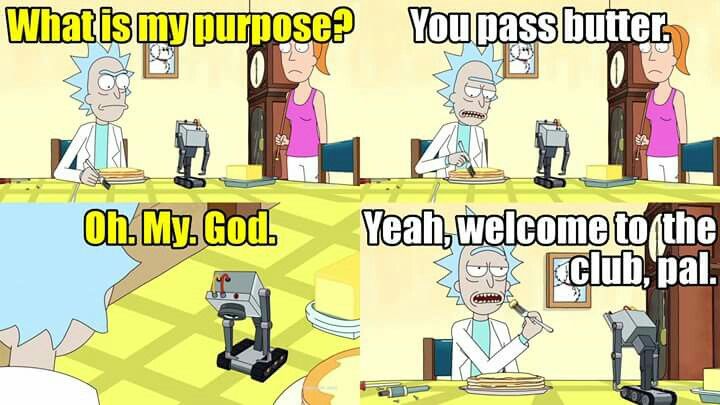 What is my purpose?
You pass butter.
Oh. My. God.
Yeah, welcome to the
club, pal.